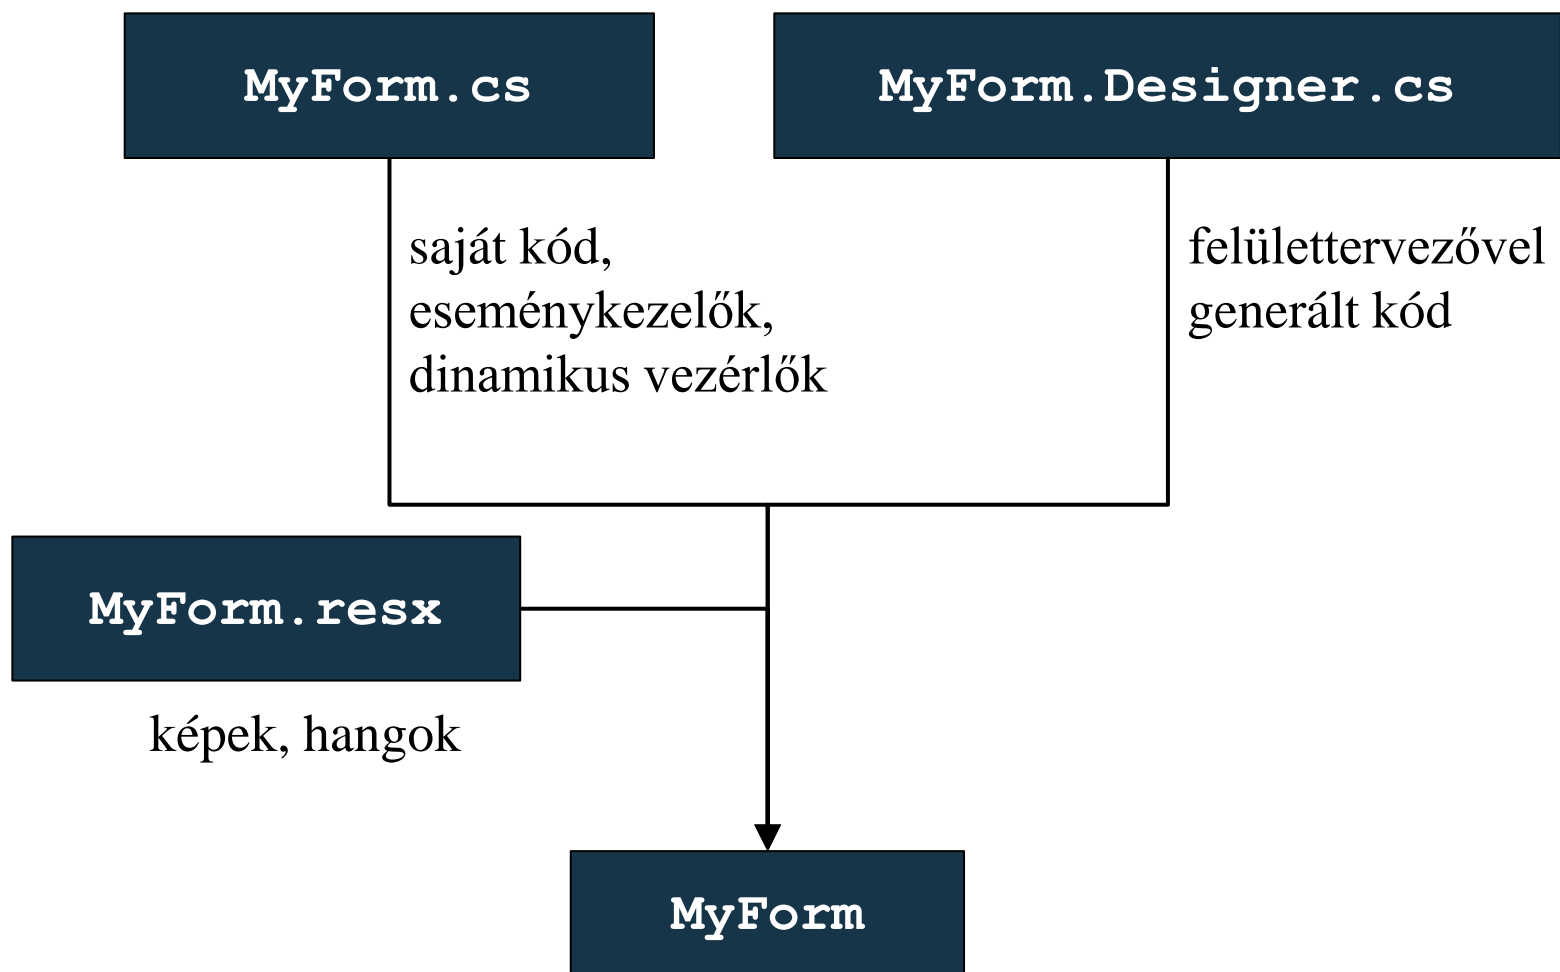 MyForm.cs
MyForm.Designer.cs
saját kód,
eseménykezelők,
dinamikus vezérlők
felülettervezővel
generált kód
MyForm.resx
képek, hangok
MyForm